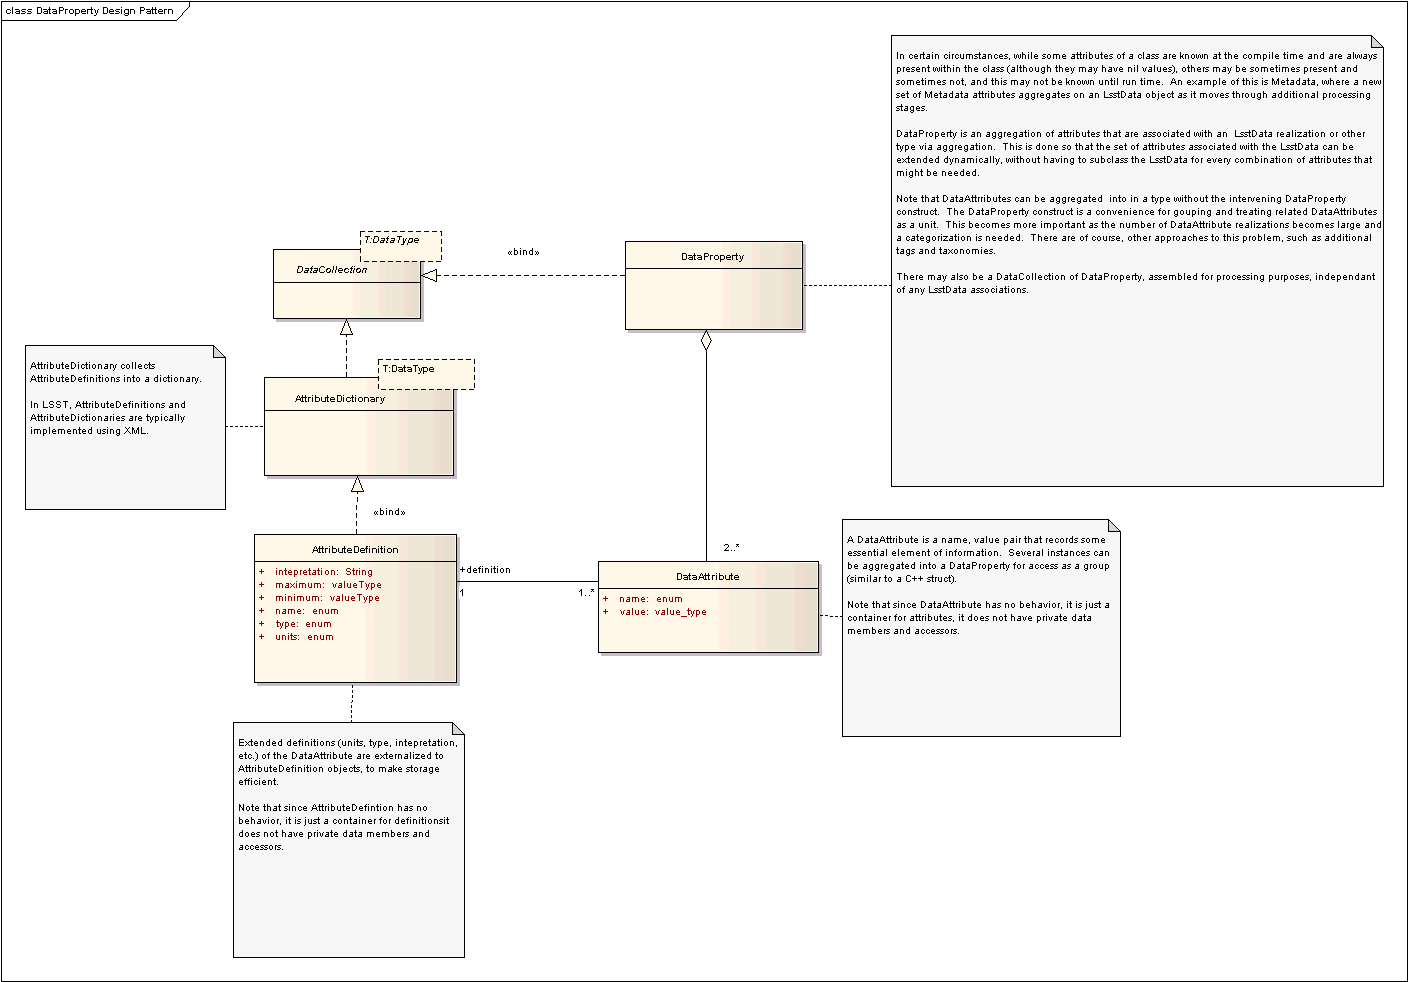 class DataProperty Design Pattern
In certain circumstances, while some attributes of a class are known at the compile time and are always
present within the class (although they may have nil values), others may be sometimes present and
sometimes not, and this may not be known until run time.  An example of this is Metadata, where a new
set of Metadata attributes aggregates on an LsstData object as it moves through additional processing
stages.
DataProperty is an aggregation of attributes that are associated with an  LsstData realization or other
type via aggregation.  This is done so that the set of attributes associated with the LsstData can be
extended dynamically, without having to subclass the LsstData for every combination of attributes that
might be needed.
Note that DataAttrributes can be aggregated  into in a type without the intervening DataProperty
construct.  The DataProperty construct is a convenience for gouping and treating related DataAttributes
as a unit.  This becomes more important as the number of DataAttribute realizations becomes large and
a categorization is needed.  There are of course, other approaches to this problem, such as additional
tags and taxonomies.
There may also be a DataCollection of DataProperty, assembled for processing purposes, independant
of any LsstData associations.
T:DataType
DataCollection
«bind»
DataProperty
AttributeDictionary collects
AttributeDefinitions into a dictionary.
In LSST, AttributeDefinitions and
AttributeDictionaries are typically
implemented using XML.
T:DataType
AttributeDictionary
«bind»
2..*
AttributeDefinition
+ intepretation: String
+ maximum: valueType
+ minimum: valueType
+ name: enum
+ type: enum
+ units: enum
+definition
1
1..*
DataAttribute
+ name: enum
+ value: value_type
A DataAttribute is a name, value pair that records some
essential element of information.  Several instances can
be aggregated into a DataProperty for access as a group
(similar to a C++ struct).
Note that since DataAttribute has no behavior, it is just a
container for attributes, it does not have private data
members and accessors.
Extended definitions (units, type, intepretation,
etc.) of the DataAttribute are externalized to
AttributeDefinition objects, to make storage
efficient.
Note that since AttributeDefintion has no
behavior, it is just a container for definitionsit
does not have private data members and
accessors.